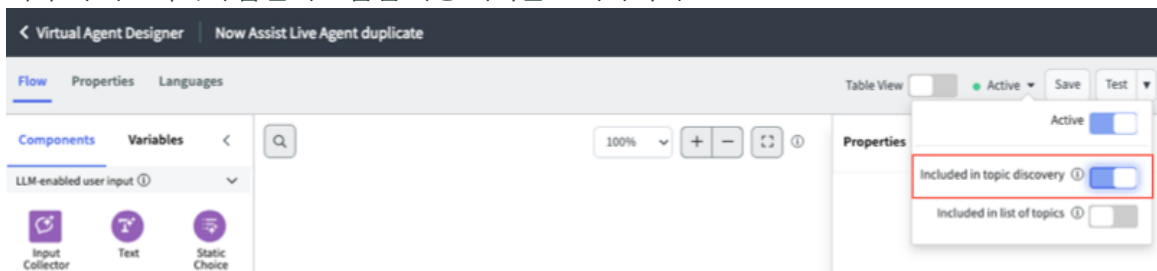 < Virtual Agent Designer Now Assist Live Agent duplicate
Flow Properties Languages
Table View Active Save Test
Active
Components Variables <
100% + −
Properties
Included in topic discovery
LLM-enabled user input
Included in list of topics
Input Collector
Text
Static Choice